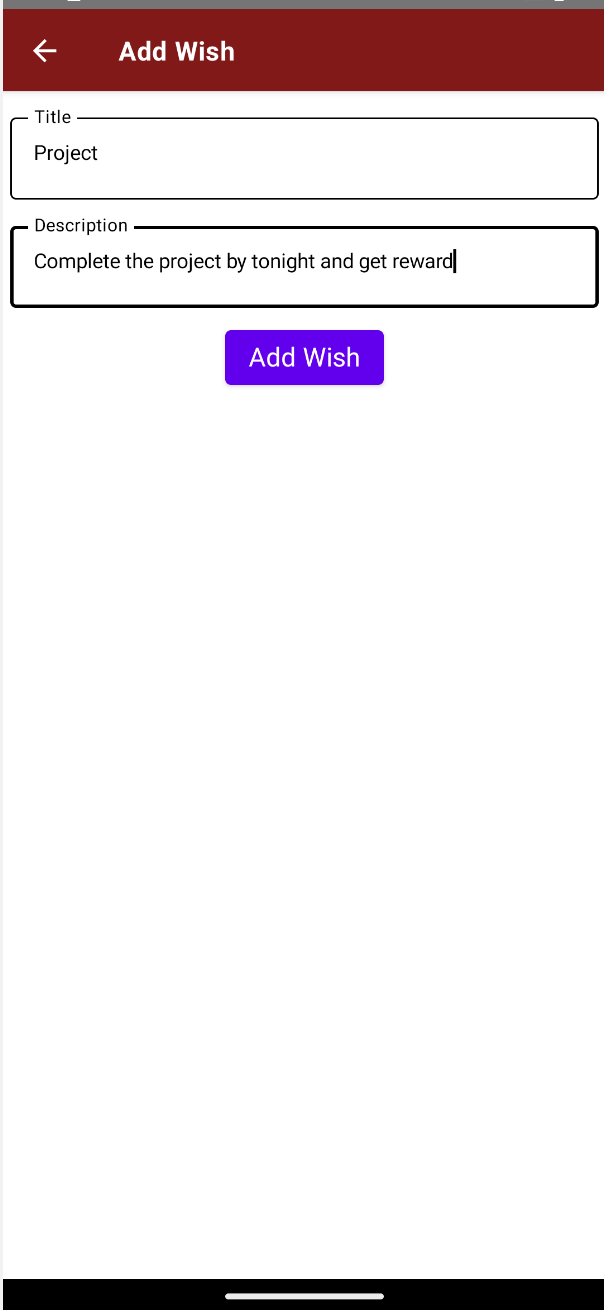 Add Wish
Title
Project
Description
Complete the project by tonight and get reward
Add Wish